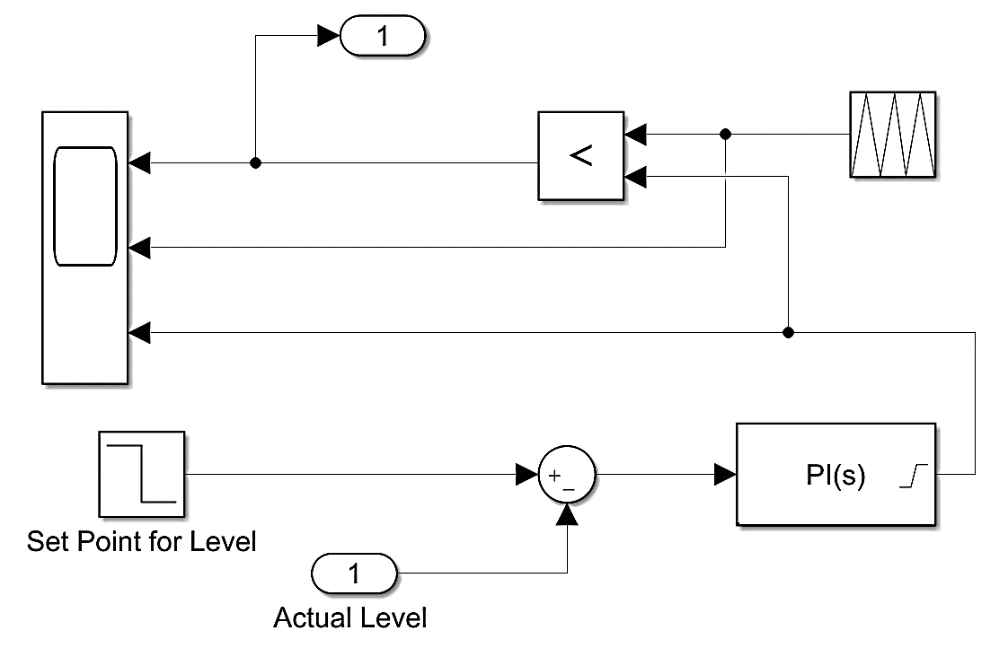 1
<
PI(s)
+
_
Set Point for Level
1
Actual Level